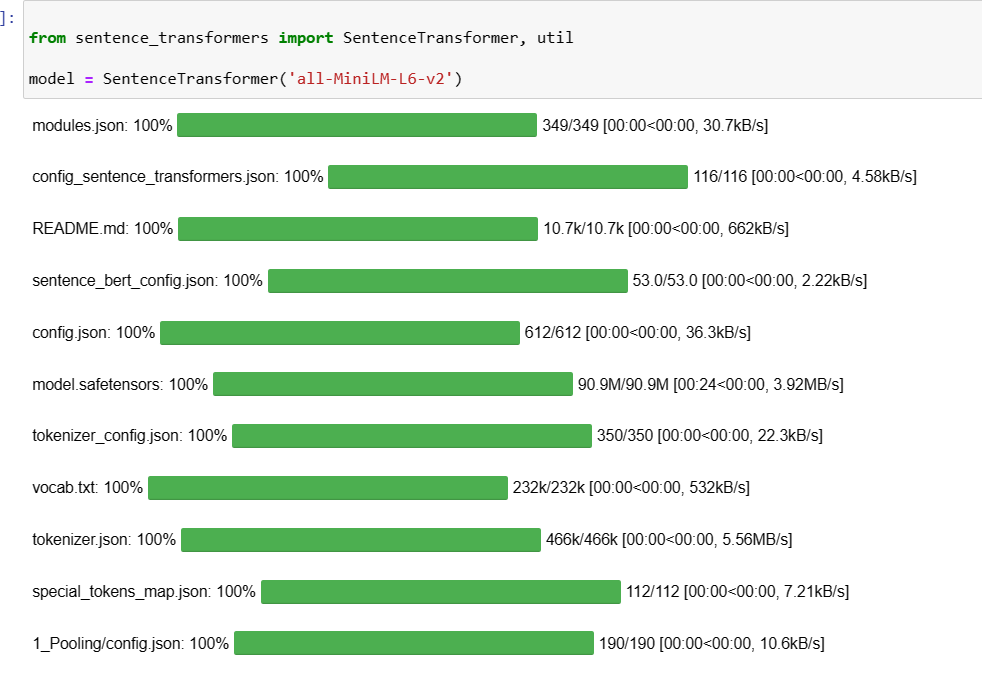 ]:
from sentence_transformers import SentenceTransformer, util
model = SentenceTransformer('all-MiniLM-L6-v2')
modules.json: 100% 349/349 [00:00<00:00, 30.7kB/s]
config_sentence_transformers.json: 100% 116/116 [00:00<00:00, 4.58kB/s]
README.md: 100% 10.7k/10.7k [00:00<00:00, 662kB/s]
sentence_bert_config.json: 100% 53.0/53.0 [00:00<00:00, 2.22kB/s]
config.json: 100% 612/612 [00:00<00:00, 36.3kB/s]
model.safetensors: 100% 90.9M/90.9M [00:24<00:00, 3.92MB/s]
tokenizer_config.json: 100% 350/350 [00:00<00:00, 22.3kB/s]
vocab.txt: 100% 232k/232k [00:00<00:00, 532kB/s]
tokenizer.json: 100% 466k/466k [00:00<00:00, 5.56MB/s]
special_tokens_map.json: 100% 112/112 [00:00<00:00, 7.21kB/s]
1_Pooling/config.json: 100% 190/190 [00:00<00:00, 10.6kB/s]